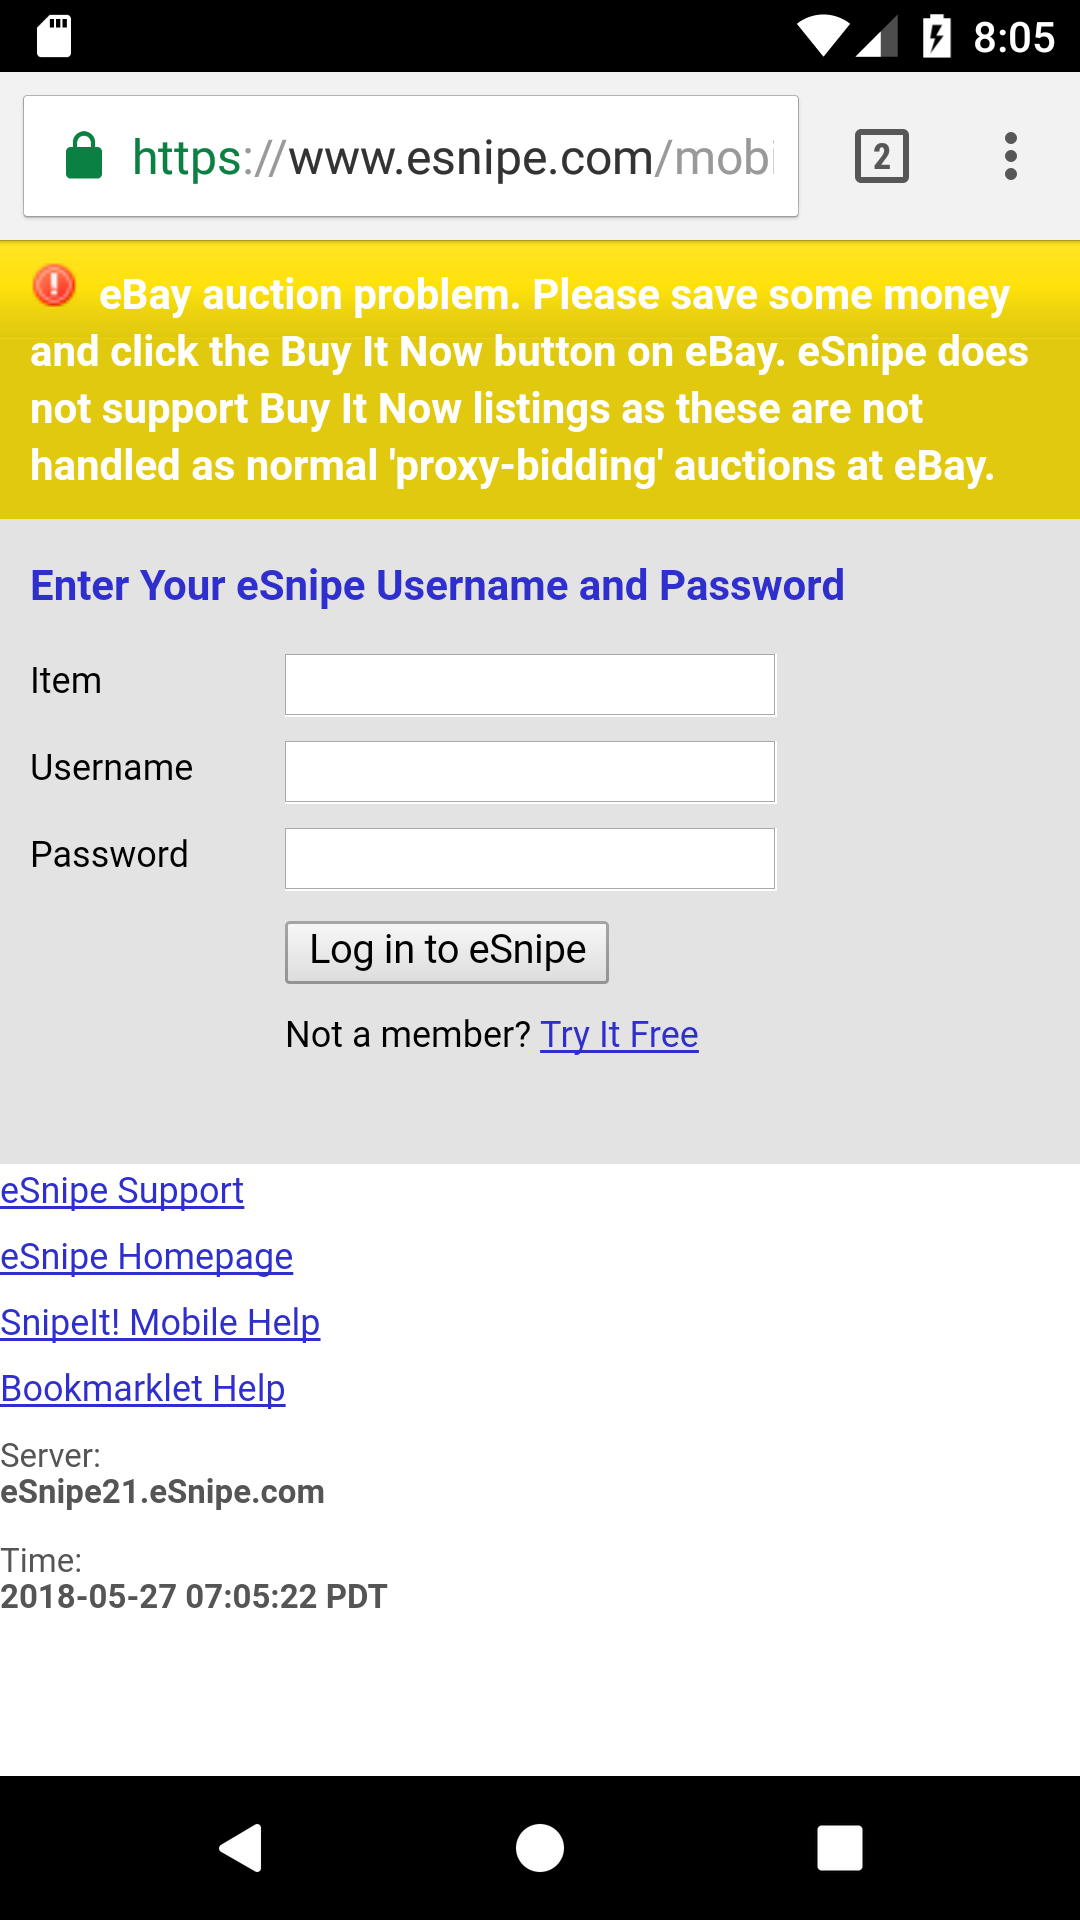 8:05
https://www.esnipe.com/mobi
2
eBay auction problem. Please save some money
and click the Buy It Now button on eBay. eSnipe does
not support Buy It Now listings as these are not
handled as normal 'proxy-bidding' auctions at eBay.
Enter Your eSnipe Username and Password
Item
Username
Password
Log in to eSnipe
Not a member? Try It Free
eSnipe Support
eSnipe Homepage
SnipeIt! Mobile Help
Bookmarklet Help
Server:
eSnipe21.eSnipe.com
Time:
2018-05-27 07:05:22 PDT